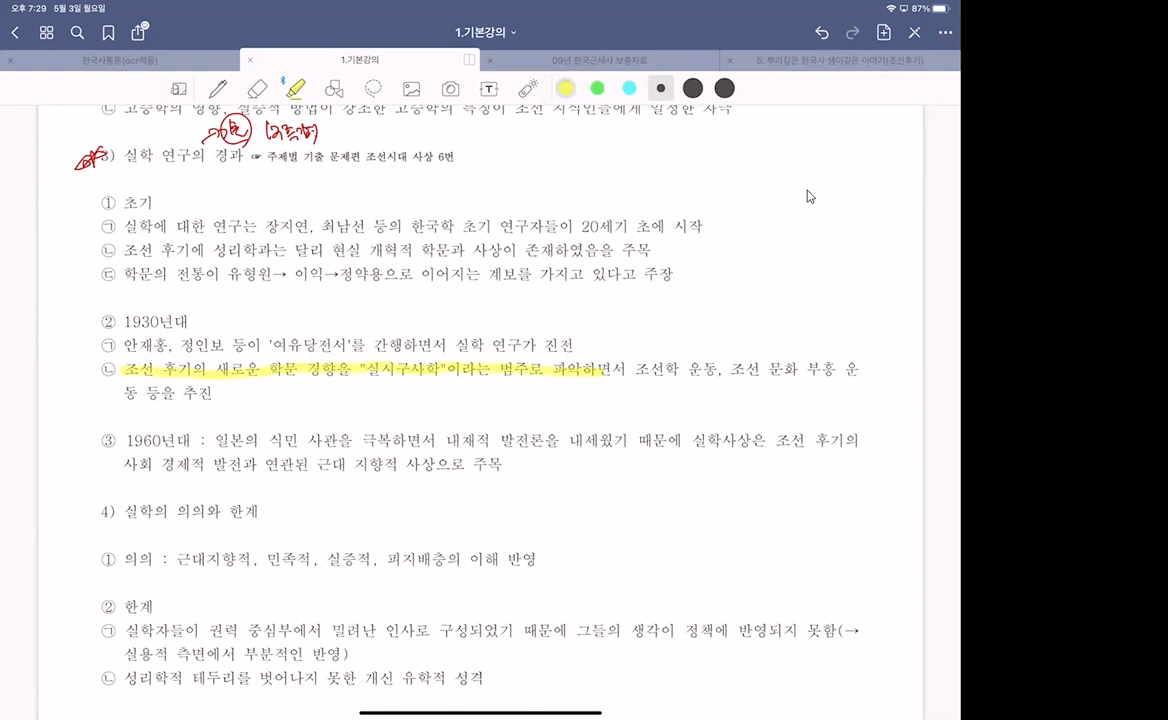 오후 7:29 5월 3일 월요일
87%
1.기본강의
한국사통론(ocr적용)
1.기본강의
09년 한국근세사 보충자료
5. 뿌리깊은 한국사 샘이깊은 이야기(조선후기)
㉡ 고증학의 영향: 실증적 방법이 강조한 고증학의 특징이 조선 지식인들에게 일정한 자극
3) 실학 연구의 경과 ☞ 주제별 기출 문제편 조선시대 사상 6번
① 초기
㉠ 실학에 대한 연구는 장지연, 최남선 등의 한국학 초기 연구자들이 20세기 초에 시작
㉡ 조선 후기에 성리학과는 달리 현실 개혁적 학문과 사상이 존재하였음을 주목
㉢ 학문의 전통이 유형원→ 이익→정약용으로 이어지는 계보를 가지고 있다고 주장
② 1930년대
㉠ 안재홍, 정인보 등이 '여유당전서'를 간행하면서 실학 연구가 진전
㉡ 조선 후기의 새로운 학문 경향을 "실시구사학"이라는 범주로 파악하면서 조선학 운동, 조선 문화 부흥 운
동 등을 추진
③ 1960년대 : 일본의 식민 사관을 극복하면서 내재적 발전론을 내세웠기 때문에 실학사상은 조선 후기의
사회 경제적 발전과 연관된 근대 지향적 사상으로 주목
4) 실학의 의의와 한계
① 의의 : 근대지향적, 민족적, 실증적, 피지배층의 이해 반영
② 한계
㉠ 실학자들이 권력 중심부에서 밀려난 인사로 구성되었기 때문에 그들의 생각이 정책에 반영되지 못함(→
실용적 측면에서 부분적인 반영)
㉡ 성리학적 테두리를 벗어나지 못한 개신 유학적 성격